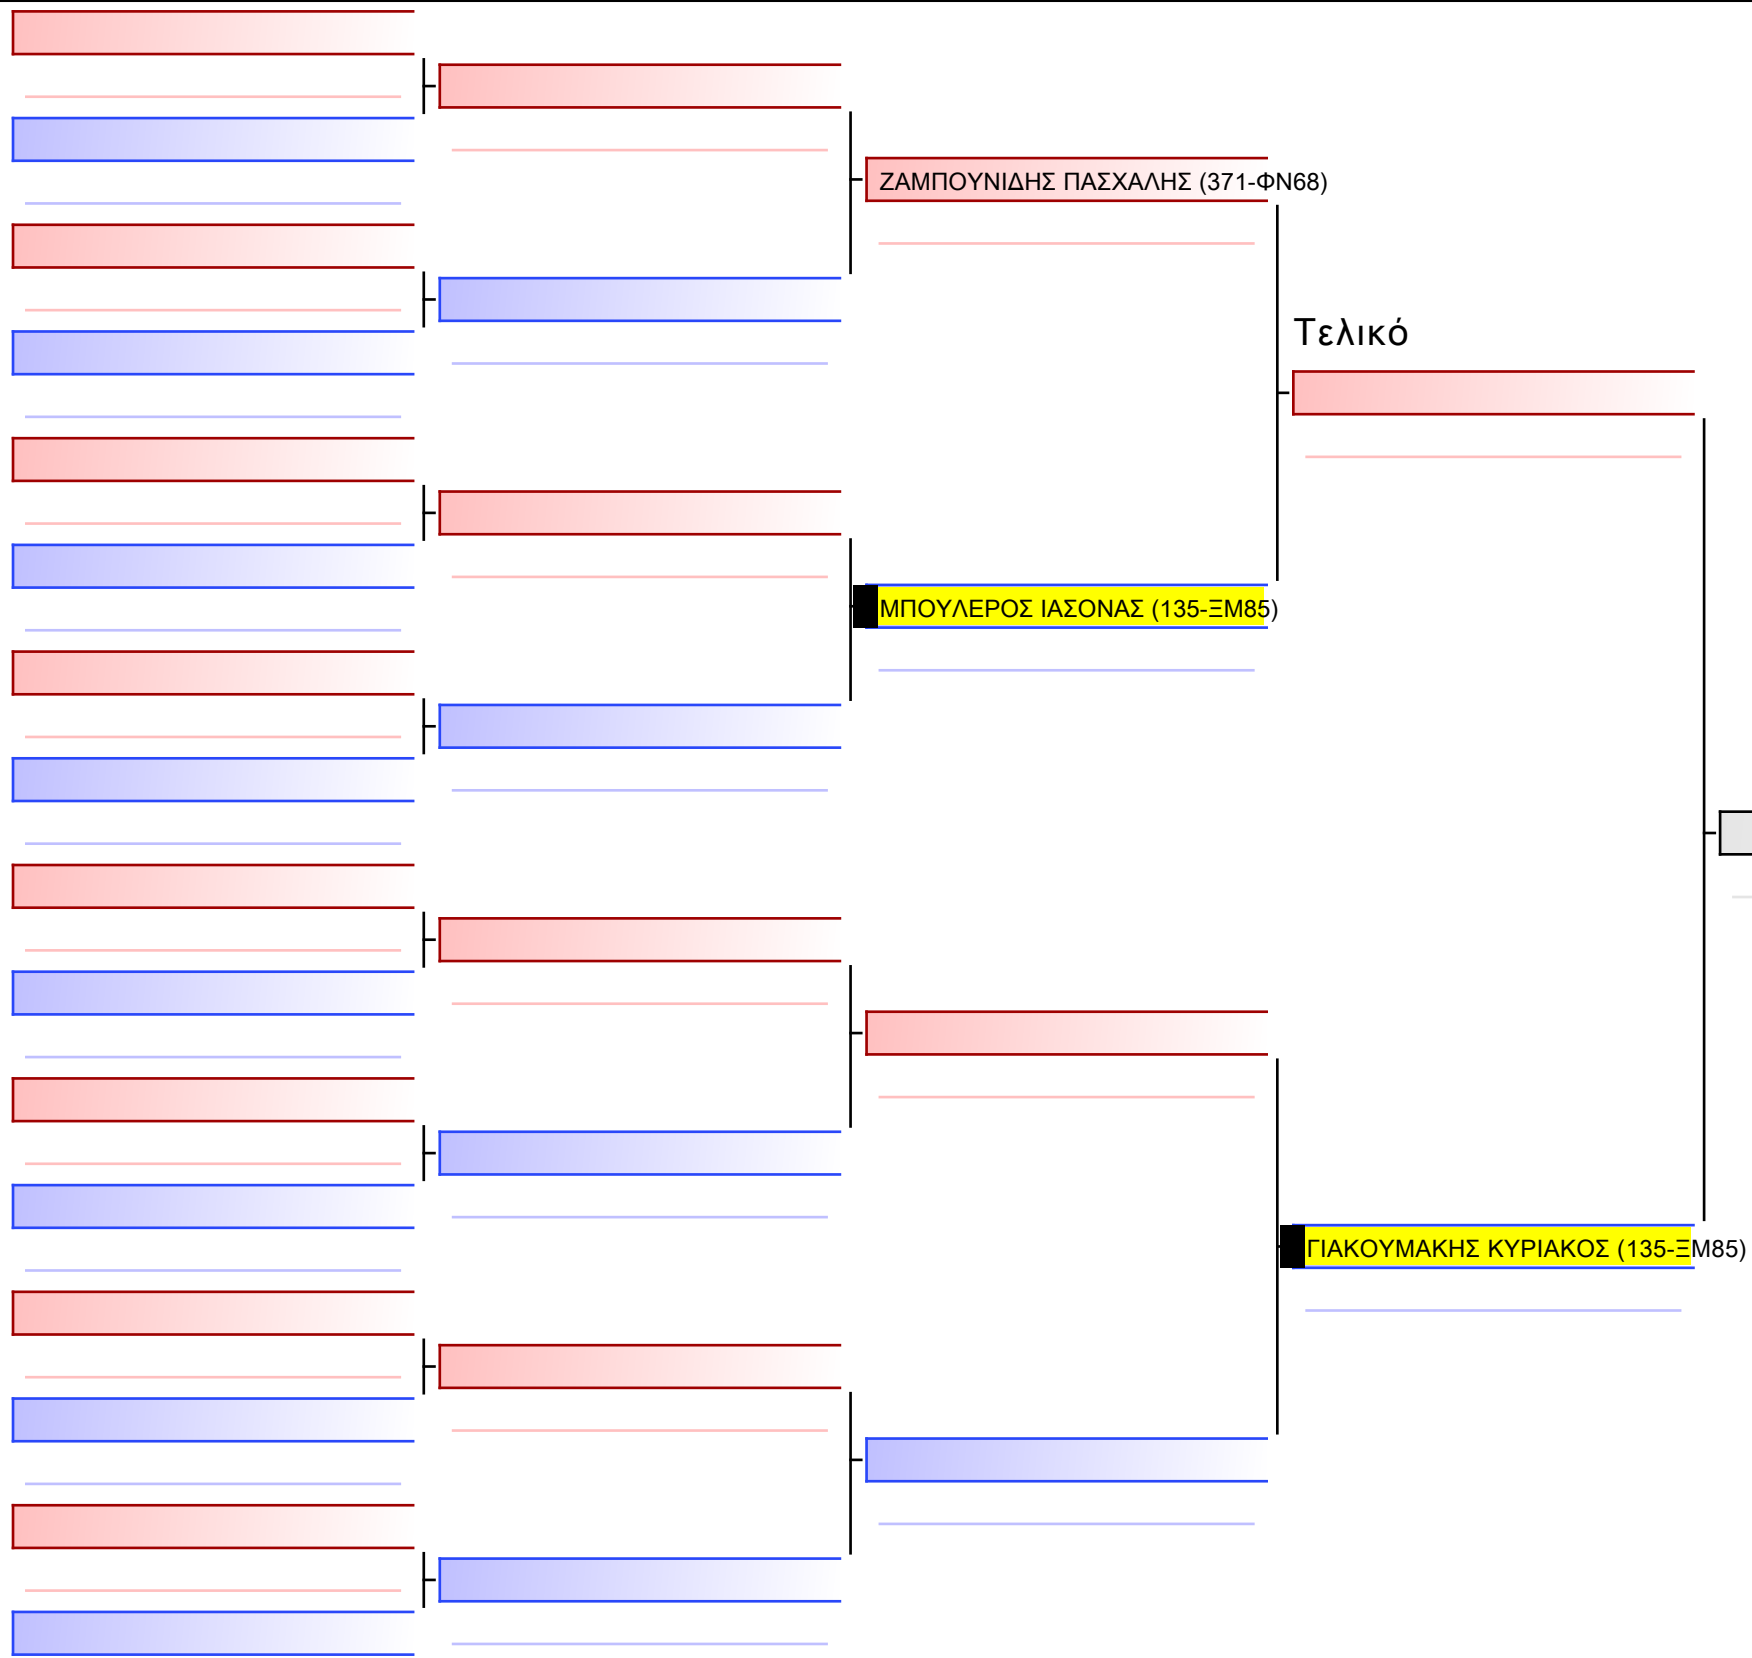 ΖΑΜΠΟΥΝΙΔΗΣ ΠΑΣΧΑΛΗΣ (371-ΦΝ68)
Τελικό
ΜΠΟΥΛΕΡΟΣ ΙΑΣΟΝΑΣ (135-ΞΜ85)
ΓΙΑΚΟΥΜΑΚΗΣ ΚΥΡΙΑΚΟΣ (135-ΞΜ85)